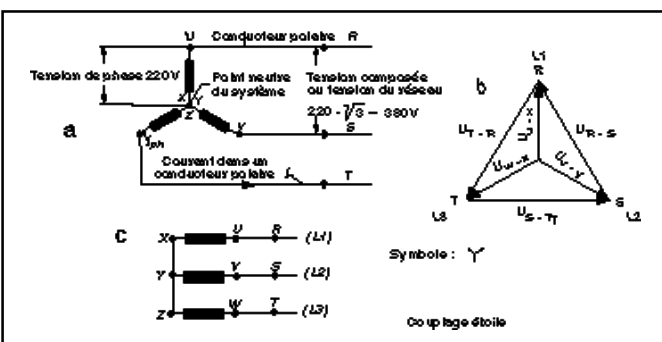 U Conducteur polaire R
Tension de phase 220V
X Y
Z
Point neutre
du système
Tension composée
ou tension du réseau
220 · √3 = 380V
a
V S
Iph
Courant dans un
conducteur polaire
T
b
L1
R
U T-R
U R-S
T
L3
U S-T
S
L2
C
X U R (L1)
Y V S (L2)
Z W T (L3)
Symbole : Y
Couplage étoile